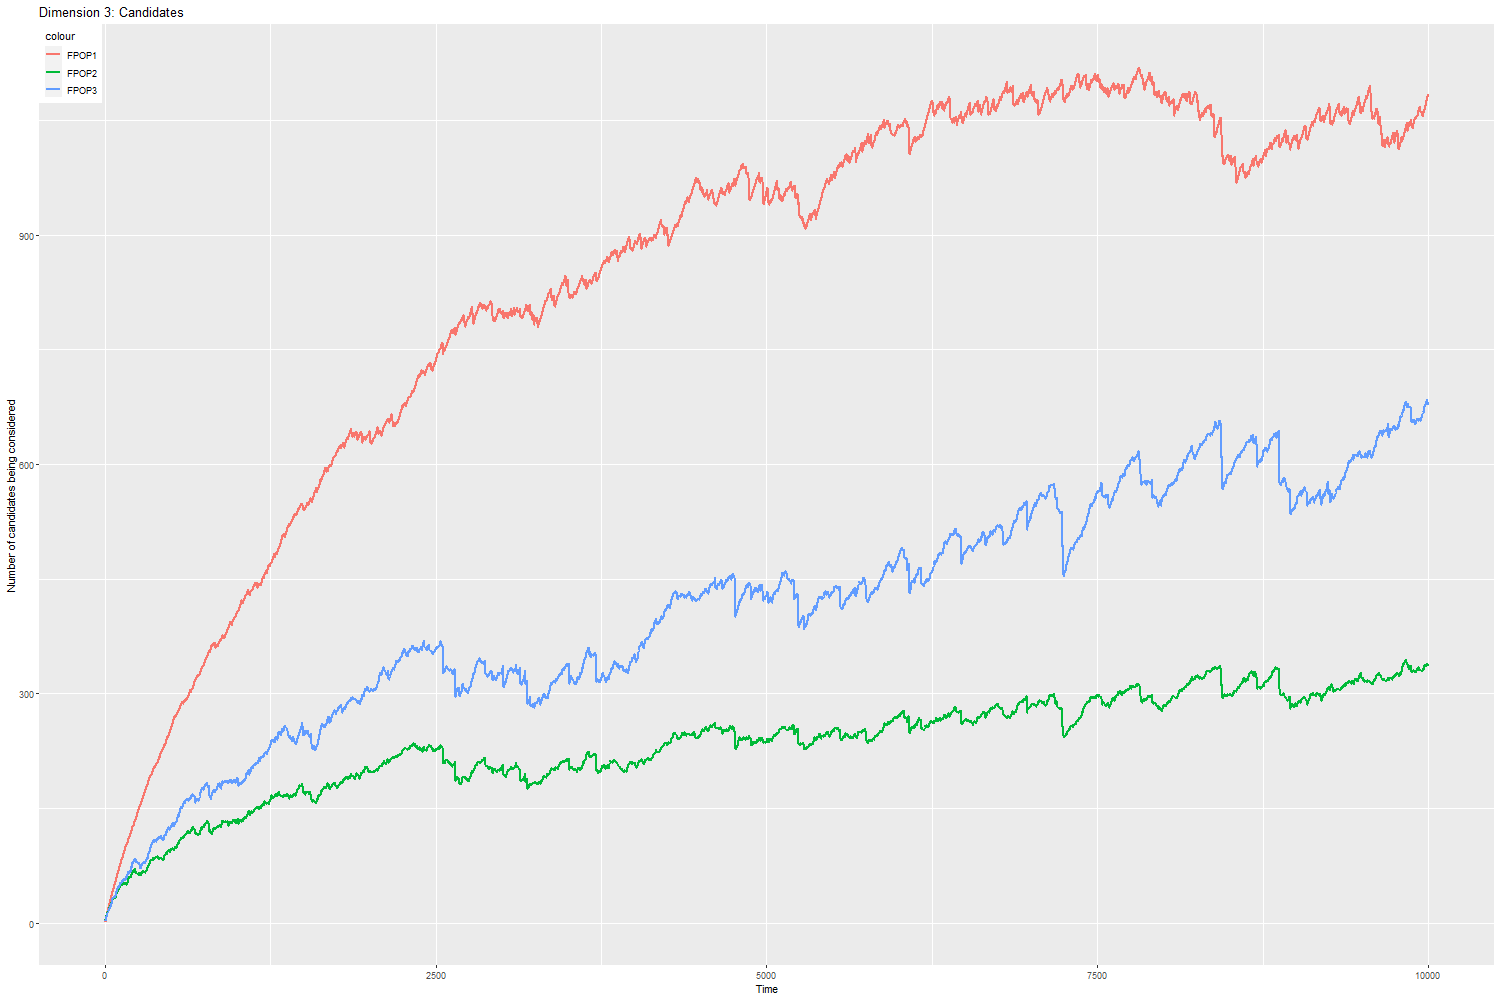 Dimension 3: Candidates
colour
FPOP1
FPOP2
FPOP3
Number of candidates being considered
900
600
300
0
0 2500 5000 7500 10000
Time